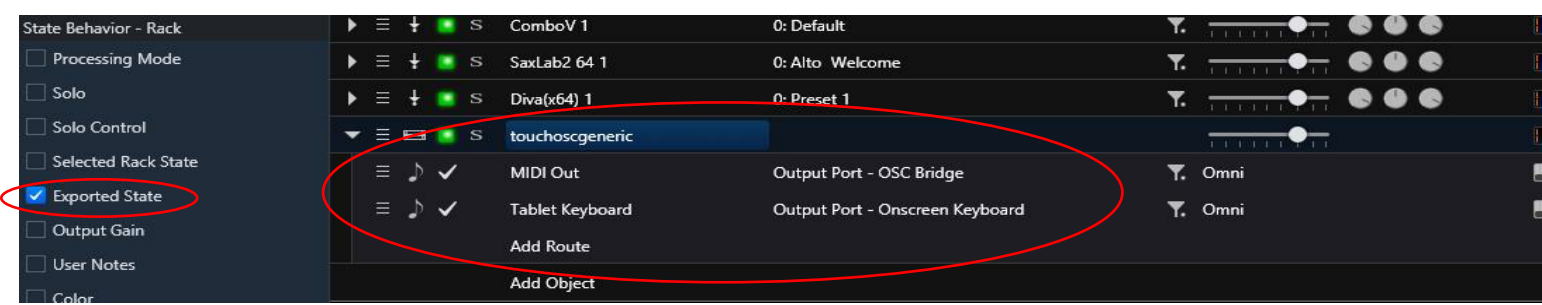 State Behavior - Rack
Processing Mode
Solo
Solo Control
Selected Rack State
Exported State
Output Gain
User Notes
Color
S ComboV 1 0: Default
S SaxLab2 64 1 0: Alto Welcome
S Diva(x64) 1 0: Preset 1
S touchoscgeneric
MIDI Out Output Port - OSC Bridge Omni
Tablet Keyboard Output Port - Onscreen Keyboard Omni
Add Route
Add Object